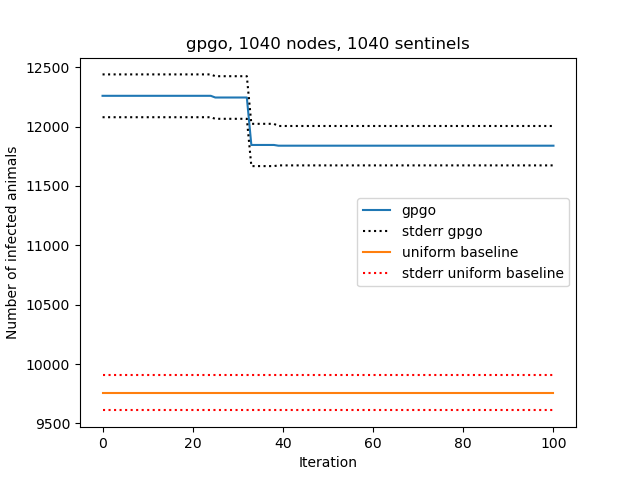 gpgo, 1040 nodes, 1040 sentinels
Number of infected animals
12500
12000
11500
11000
10500
10000
9500
gpgo
stderr gpgo
uniform baseline
stderr uniform baseline
0 20 40 60 80 100
Iteration